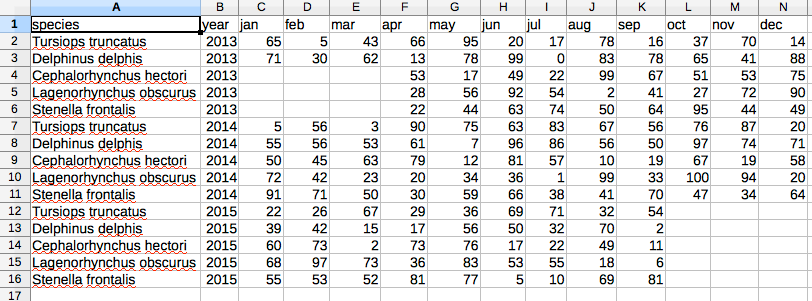 A B C D E F G H I J K L M N
1 species year jan feb mar apr may jun jul aug sep oct nov dec
2 Tursiops truncatus 2013 65 5 43 66 95 20 17 78 16 37 70 14
3 Delphinus delphis 2013 71 30 62 13 78 99 0 83 78 65 41 88
4 Cephalorhynchus hectori 2013 53 17 49 22 99 67 51 53 75
5 Lagenorhynchus obscurus 2013 28 56 92 54 2 41 27 72 90
6 Stenella frontalis 2013 22 44 63 74 50 64 95 44 49
7 Tursiops truncatus 2014 5 56 3 90 75 63 83 67 56 76 87 20
8 Delphinus delphis 2014 55 56 53 61 7 96 86 56 50 97 74 71
9 Cephalorhynchus hectori 2014 50 45 63 79 12 81 57 10 19 67 19 58
10 Lagenorhynchus obscurus 2014 72 42 23 20 34 36 1 99 33 100 94 20
11 Stenella frontalis 2014 91 71 50 30 59 66 38 41 70 47 34 64
12 Tursiops truncatus 2015 22 26 67 29 36 69 71 32 54
13 Delphinus delphis 2015 39 42 15 17 56 50 32 70 2
14 Cephalorhynchus hectori 2015 60 73 2 73 76 17 22 49 11
15 Lagenorhynchus obscurus 2015 68 97 73 36 83 53 55 18 6
16 Stenella frontalis 2015 55 53 52 81 77 5 10 69 81
17